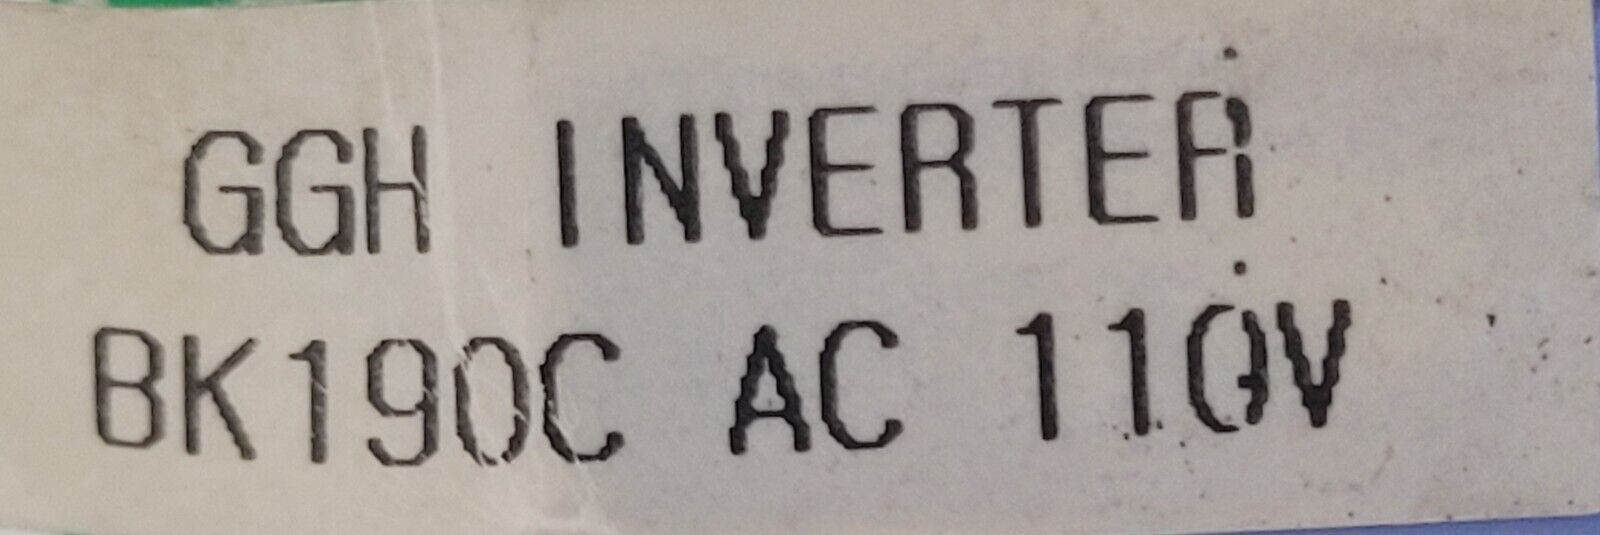 GGH INVERTER
BK190C AC 110V